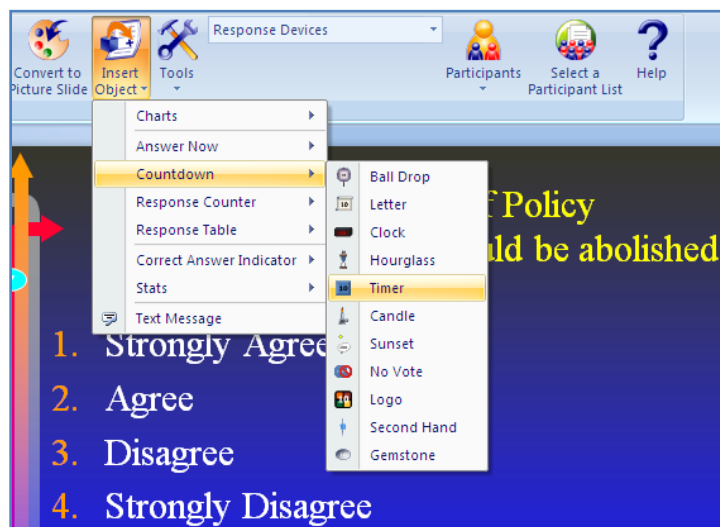 Response Devices
Convert to
Picture Slide
Insert
Object
Tools
Participants
Select a
Participant List
Help
Charts
Answer Now
Countdown
Response Counter
Response Table
Correct Answer Indicator
Stats
Text Message
Ball Drop
Letter
Clock
Hourglass
Timer
Candle
Sunset
No Vote
Logo
Second Hand
Gemstone
f Policy
uld be abolished
1. Strongly Agree
2. Agree
3. Disagree
4. Strongly Disagree